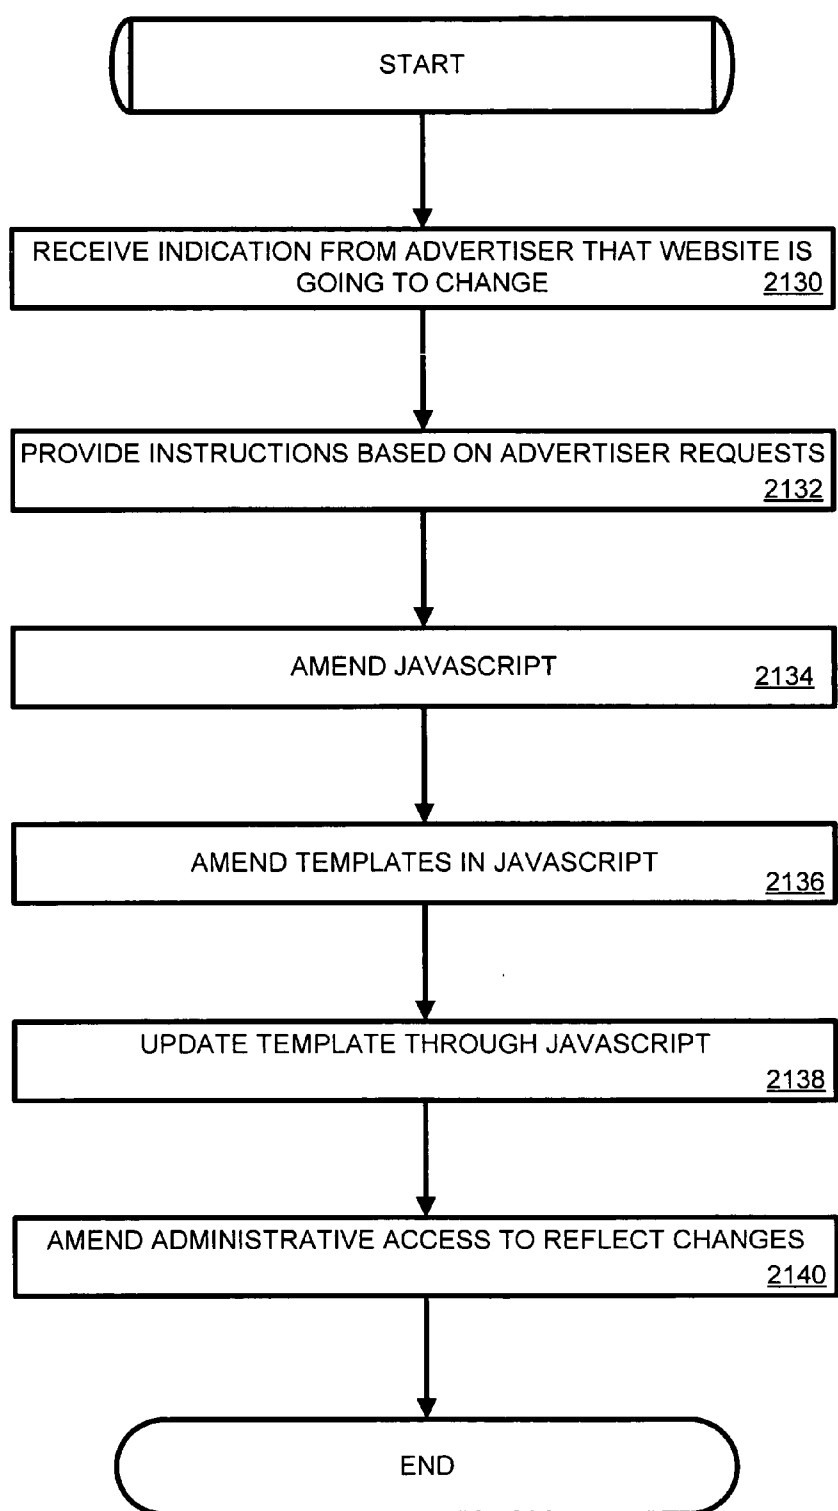 START
RECEIVE INDICATION FROM ADVERTISER THAT WEBSITE IS
GOING TO CHANGE
2130
PROVIDE INSTRUCTIONS BASED ON ADVERTISER REQUESTS
2132
AMEND JAVASCRIPT
2134
AMEND TEMPLATES IN JAVASCRIPT
2136
UPDATE TEMPLATE THROUGH JAVASCRIPT
2138
AMEND ADMINISTRATIVE ACCESS TO REFLECT CHANGES
2140
END